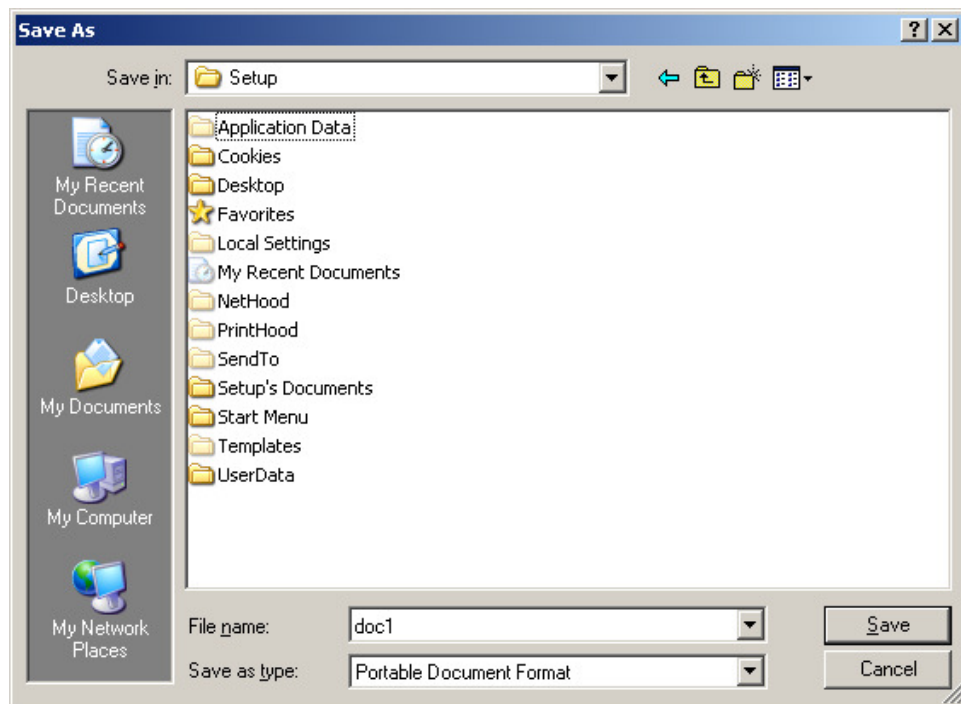 Save As
Save in:
Setup
My Recent
Documents
Desktop
My Documents
My Computer
My Network
Places
Application Data
Cookies
Desktop
Favorites
Local Settings
My Recent Documents
NetHood
PrintHood
SendTo
Setup's Documents
Start Menu
Templates
UserData
File name:
doc1
Save
Save as type:
Portable Document Format
Cancel